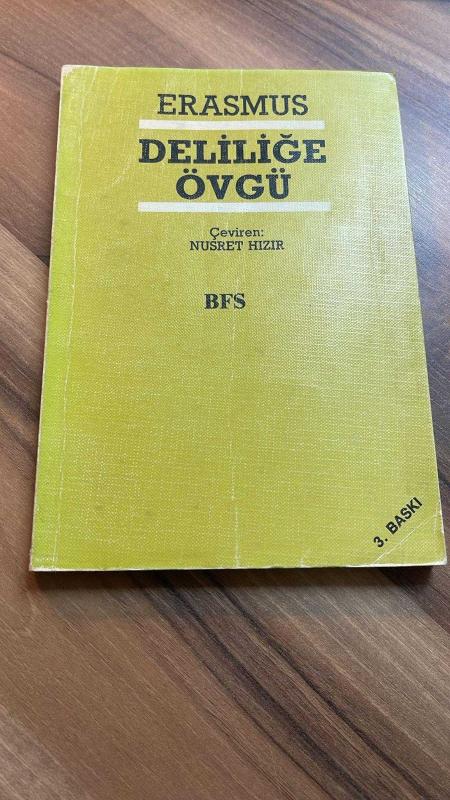 ERASMUS
DELİLİĞE
ÖVGÜ
Çeviren:
NUSRET HIZIR
BFS
3. BASKI